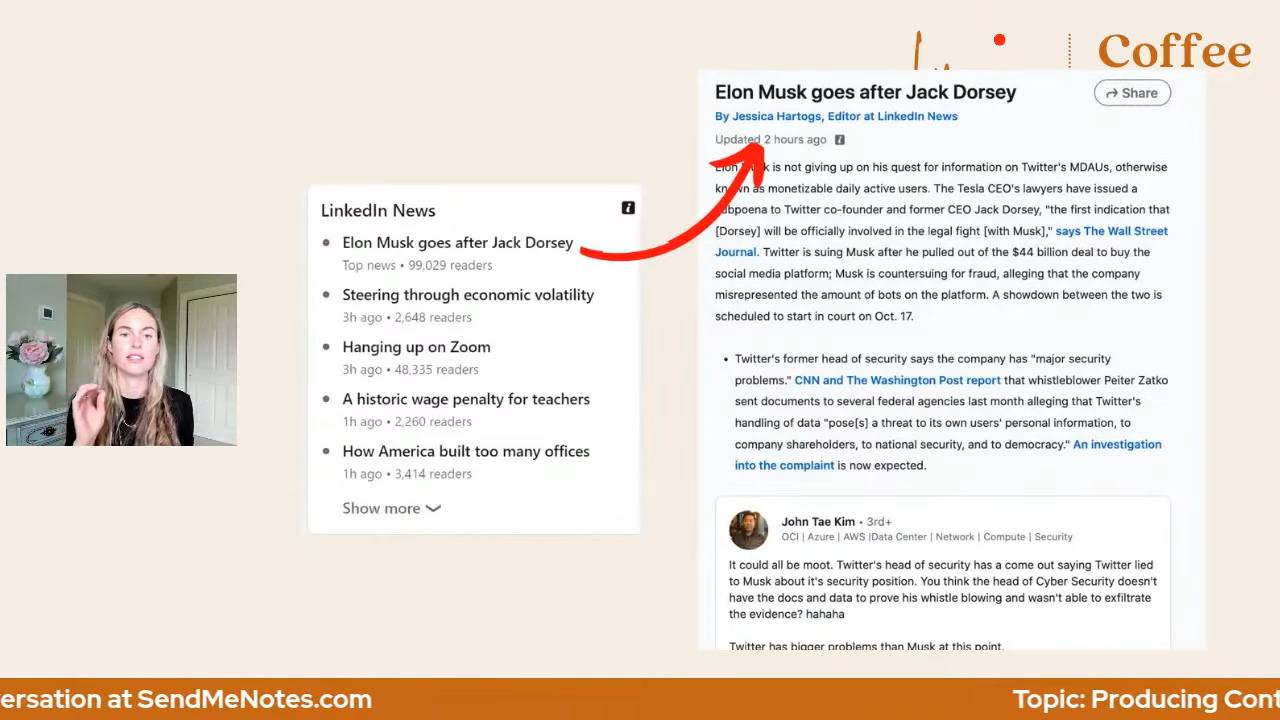 Coffee
LinkedIn News
Elon Musk goes after Jack Dorsey
Top news • 99,029 readers
Steering through economic volatility
3h ago • 2,648 readers
Hanging up on Zoom
3h ago • 48,335 readers
A historic wage penalty for teachers
1h ago • 2,260 readers
How America built too many offices
1h ago • 3,414 readers
Show more
Elon Musk goes after Jack Dorsey
Share
By Jessica Hartogs, Editor at LinkedIn News
Updated 2 hours ago
Elon is not giving up on his quest for information on Twitter's MDAUs, otherwise
known as monetizable daily active users. The Tesla CEO's lawyers have issued a
subpoena to Twitter co-founder and former CEO Jack Dorsey, "the first indication that
[Dorsey] will be officially involved in the legal fight [with Musk]," says The Wall Street
Journal. Twitter is suing Musk after he pulled out of the $44 billion deal to buy the
social media platform; Musk is countersuing for fraud, alleging that the company
misrepresented the amount of bots on the platform. A showdown between the two is
scheduled to start in court on Oct. 17.
• Twitter's former head of security says the company has "major security
problems." CNN and The Washington Post report that whistleblower Peiter Zatko
sent documents to several federal agencies last month alleging that Twitter's
handling of data "pose[s] a threat to its own users' personal information, to
company shareholders, to national security, and to democracy." An investigation
into the complaint is now expected.
John Tae Kim • 3rd+
OCI | Azure | AWS |Data Center | Network | Compute | Security
It could all be moot. Twitter's head of security has a come out saying Twitter lied
to Musk about it's security position. You think the head of Cyber Security doesn't
have the docs and data to prove his whistle blowing and wasn't able to exfiltrate
the evidence? hahaha
Twitter has bigger problems than Musk at this point.
versation at SendMeNotes.com
Topic: Producing Cont